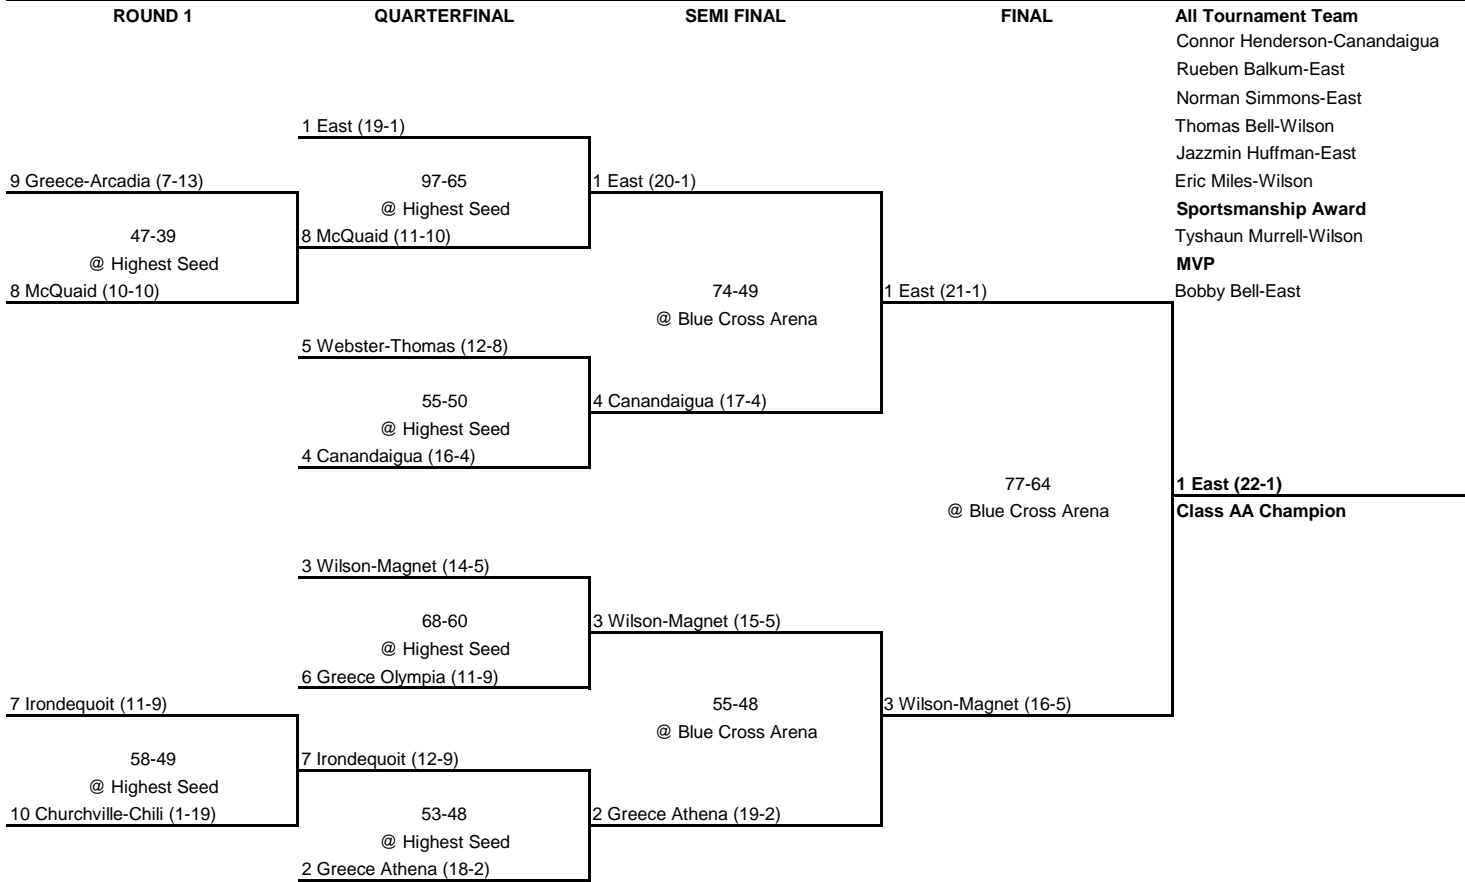 ROUND 1 QUARTERFINAL SEMI FINAL FINAL All Tournament Team
Connor Henderson-Canandaigua
Rueben Balkum-East
Norman Simmons-East
1 East (19-1) Thomas Bell-Wilson
Jazzmin Huffman-East
9 Greece-Arcadia (7-13) 97-65 1 East (20-1) Eric Miles-Wilson
@ Highest Seed Sportsmanship Award
47-39 8 McQuaid (11-10) Tyshaun Murrell-Wilson
@ Highest Seed MVP
8 McQuaid (10-10) 74-49 1 East (21-1) Bobby Bell-East
@ Blue Cross Arena
5 Webster-Thomas (12-8)
55-50 4 Canandaigua (17-4)
@ Highest Seed
4 Canandaigua (16-4)
77-64 1 East (22-1)
@ Blue Cross Arena Class AA Champion
3 Wilson-Magnet (14-5)
68-60 3 Wilson-Magnet (15-5)
@ Highest Seed
6 Greece Olympia (11-9)
7 Irondequoit (11-9) 55-48 3 Wilson-Magnet (16-5)
@ Blue Cross Arena
58-49 7 Irondequoit (12-9)
@ Highest Seed
10 Churchville-Chili (1-19) 53-48 2 Greece Athena (19-2)
@ Highest Seed
2 Greece Athena (18-2)